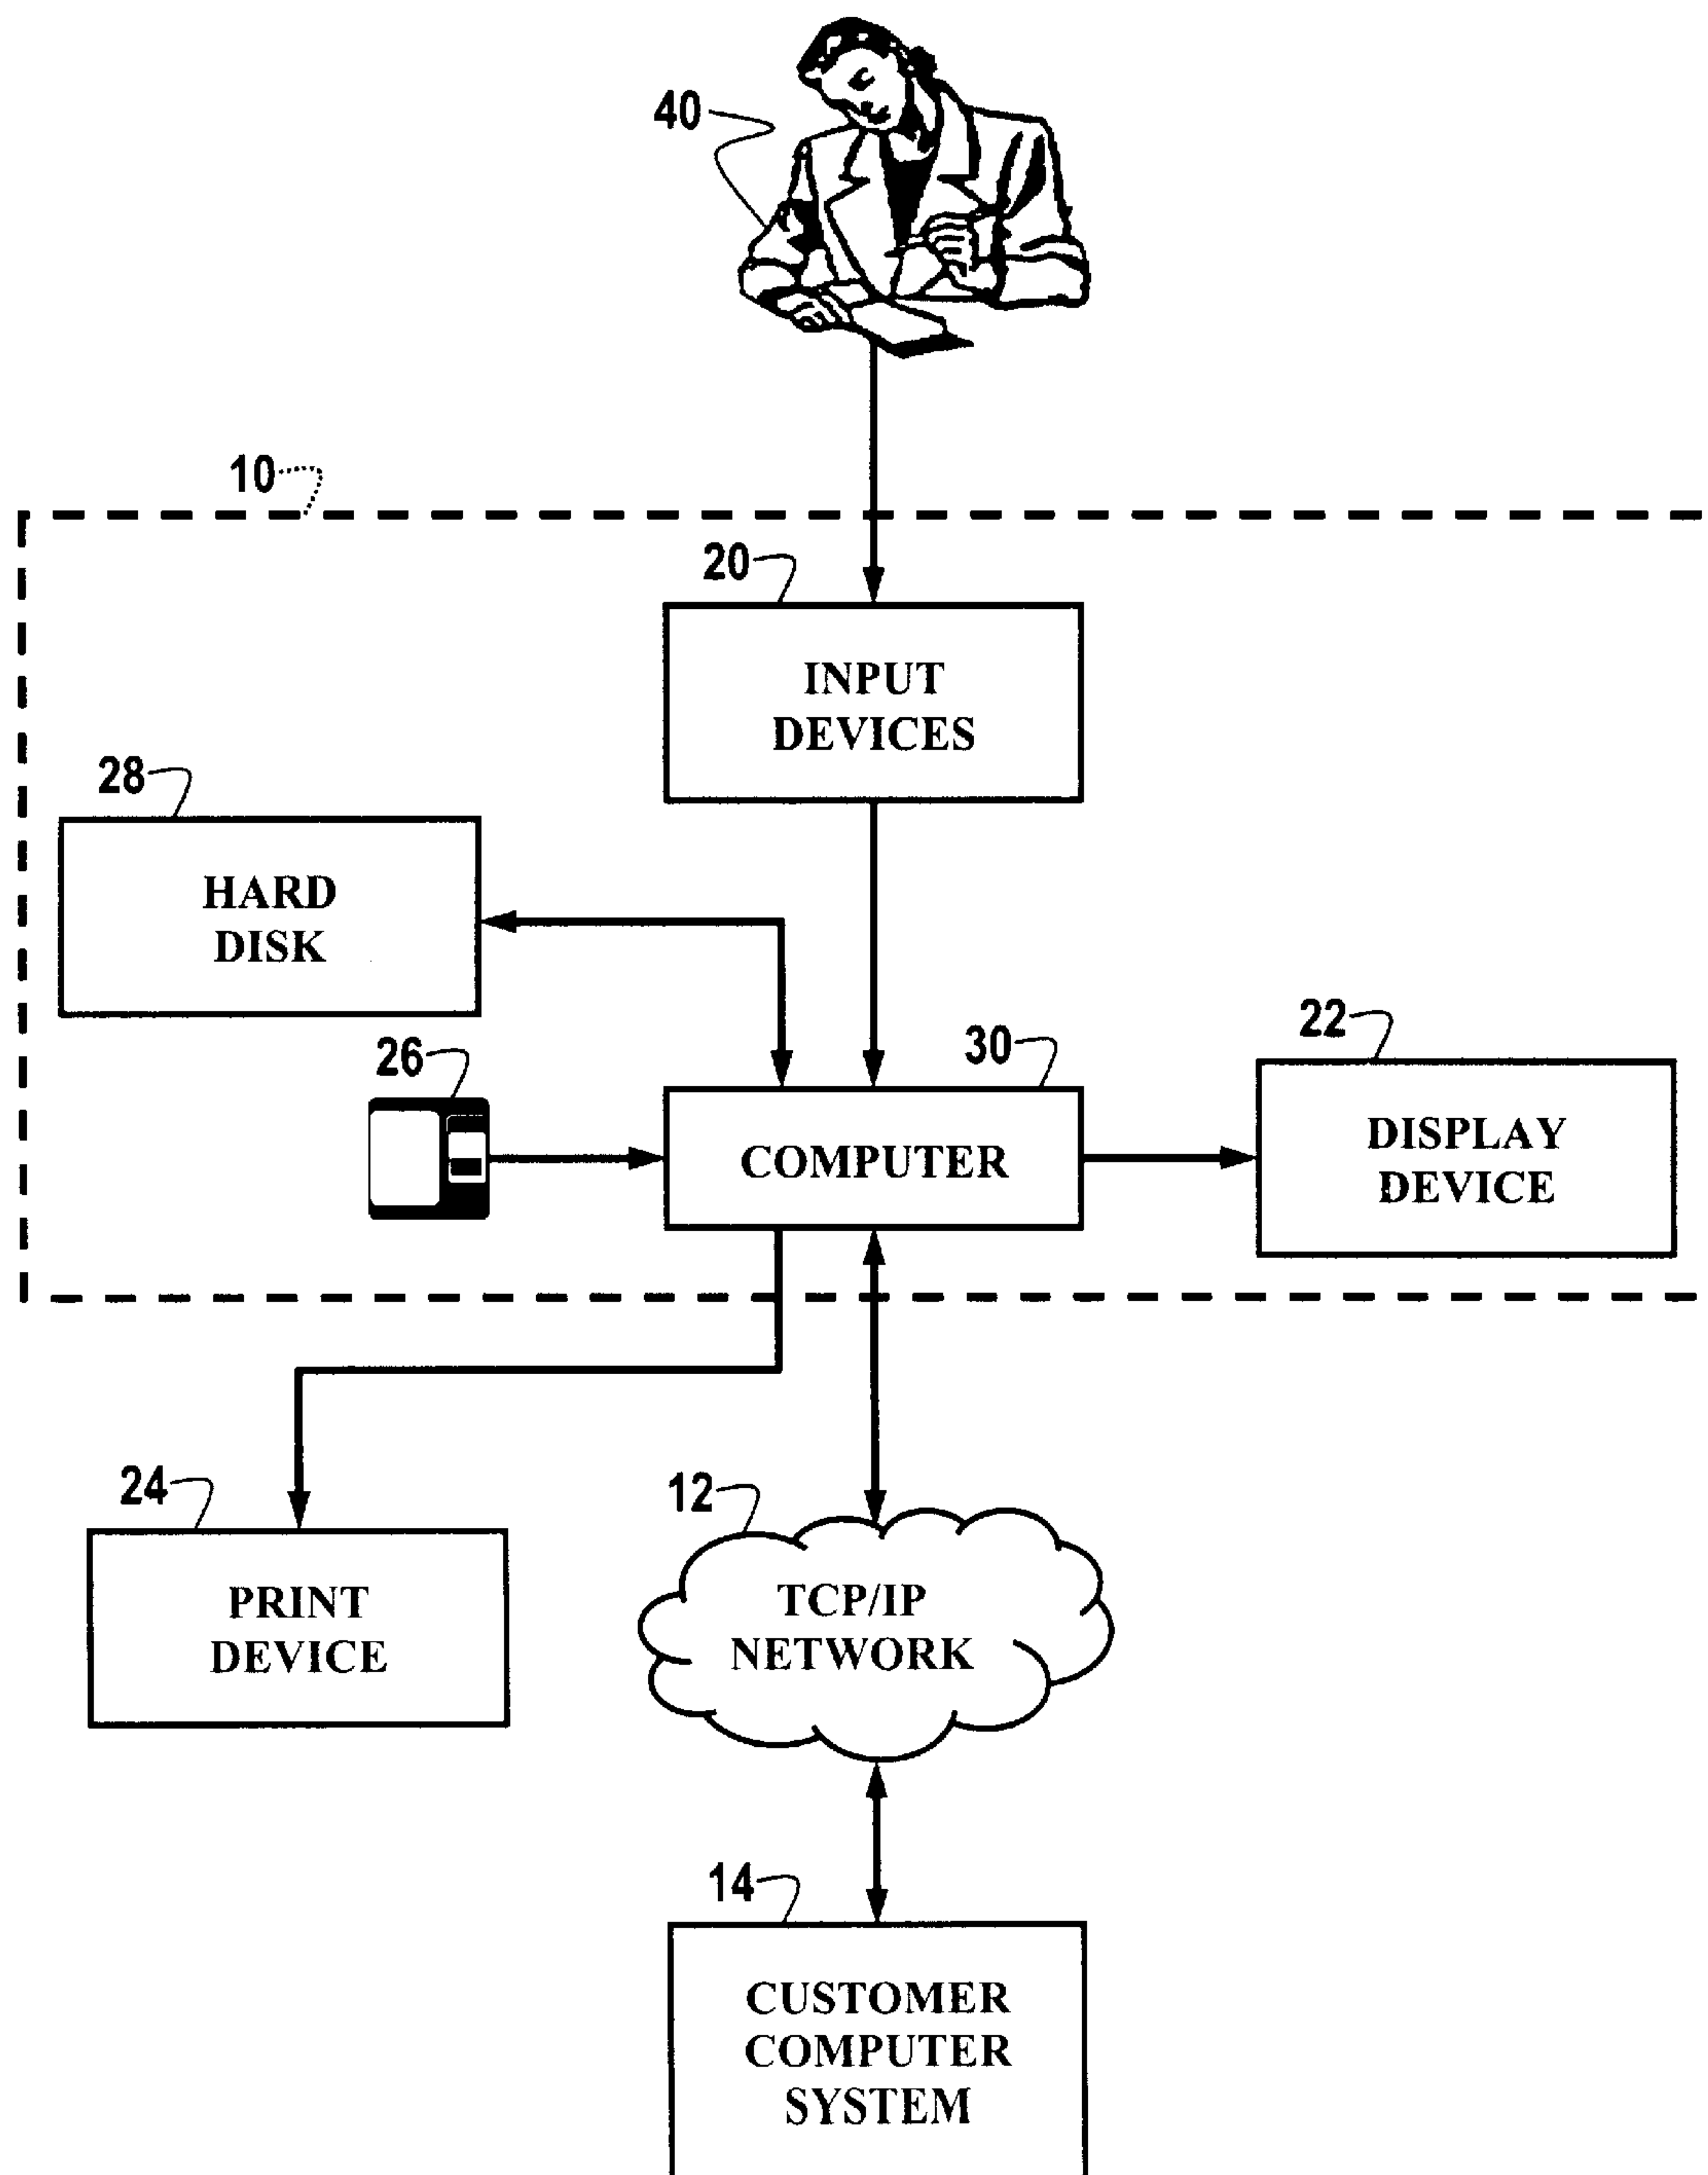 40
10
20
INPUT
DEVICES
28
HARD
DISK
26
30
COMPUTER
22
DISPLAY
DEVICE
24
PRINT
DEVICE
12
TCP/IP
NETWORK
14
CUSTOMER
COMPUTER
SYSTEM